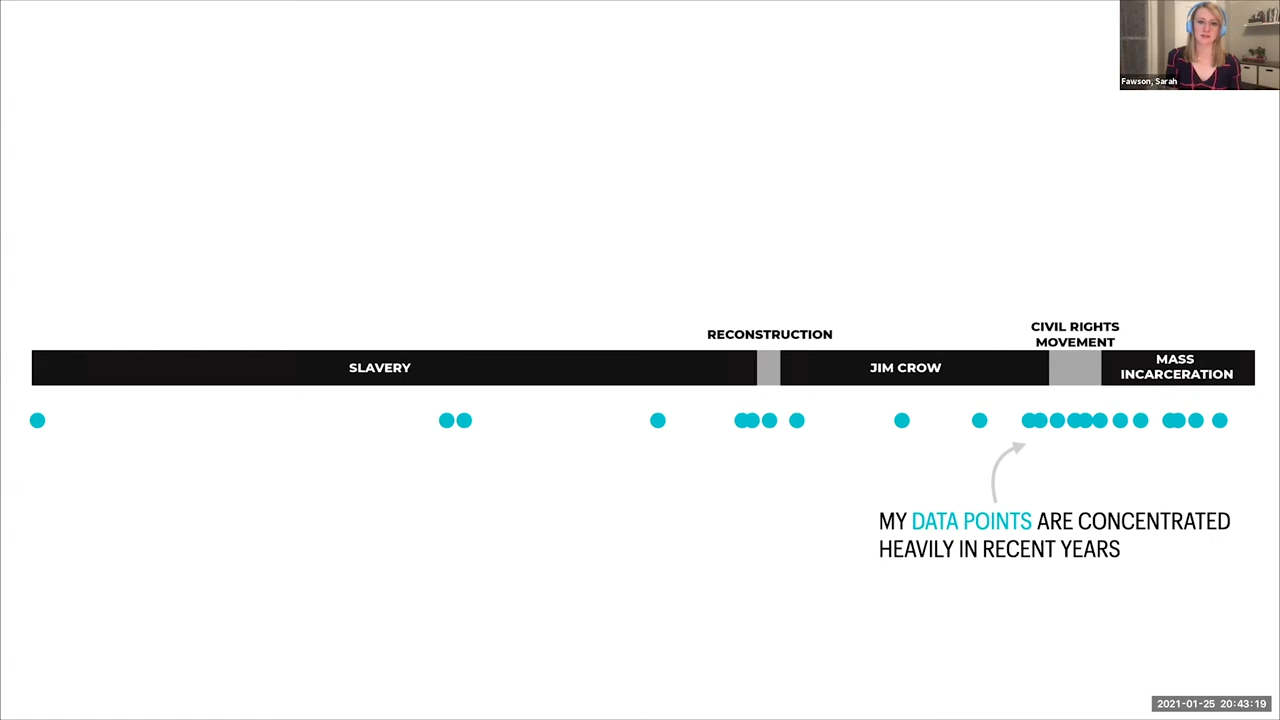 Fawson, Sarah
RECONSTRUCTION
CIVIL RIGHTS
MOVEMENT
SLAVERY
JIM CROW
MASS
INCARCERATION
MY DATA POINTS ARE CONCENTRATED
HEAVILY IN RECENT YEARS
2021-01-25 20:43:19